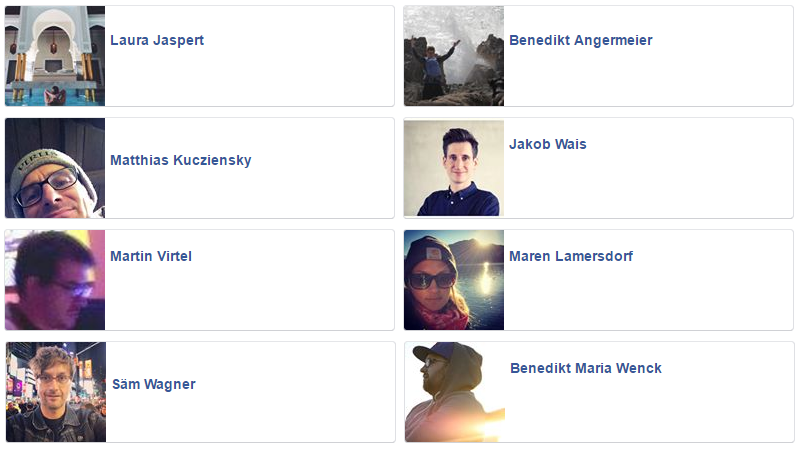 Laura Jaspert
Benedikt Angermeier
Matthias Kucziensky
Jakob Wais
Martin Virtel
Maren Lamersdorf
Säm Wagner
Benedikt Maria Wenck